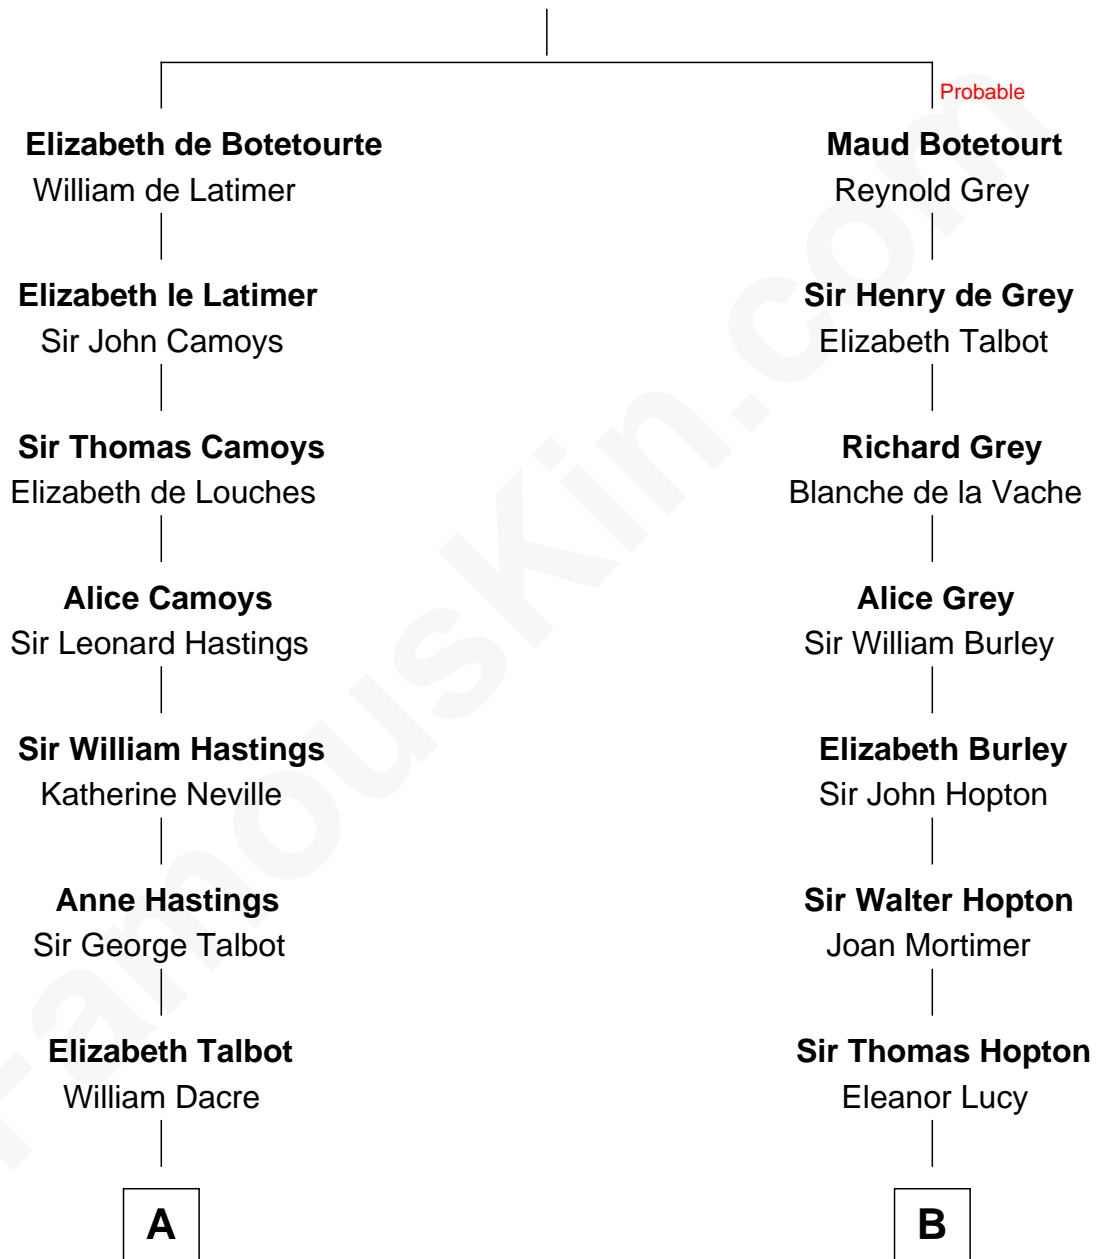 Probable
Elizabeth de Botetourte
William de Latimer
Maud Botetourt
Reynold Grey
Elizabeth le Latimer
Sir John Camoys
Sir Henry de Grey
Elizabeth Talbot
Sir Thomas Camoys
Elizabeth de Louches
Richard Grey
Blanche de la Vache
Alice Camoys
Sir Leonard Hastings
Alice Grey
Sir William Burley
Sir William Hastings
Katherine Neville
Elizabeth Burley
Sir John Hopton
Anne Hastings
Sir George Talbot
Sir Walter Hopton
Joan Mortimer
Elizabeth Talbot
William Dacre
Sir Thomas Hopton
Eleanor Lucy
A
B
FamousKin.com